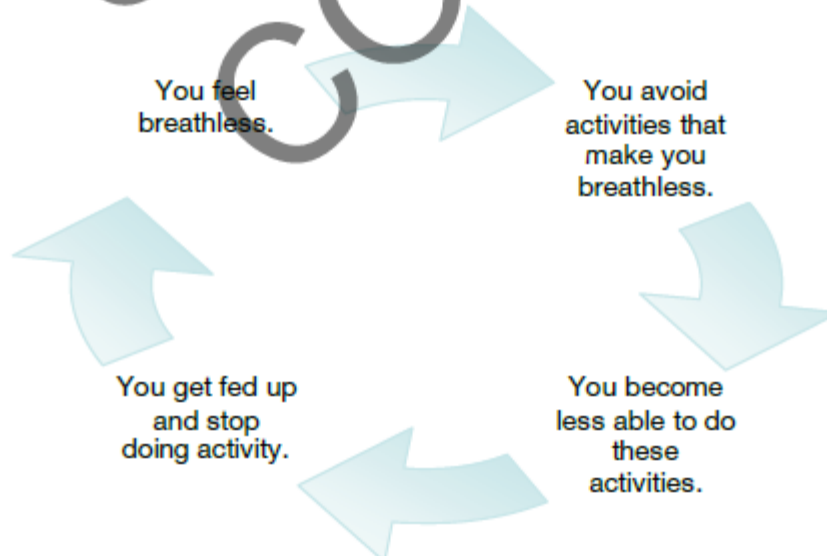 You feel
breathless.
You avoid
activities that
make you
breathless.
You become
less able to do
these
activities.
You get fed up
and stop
doing activity.